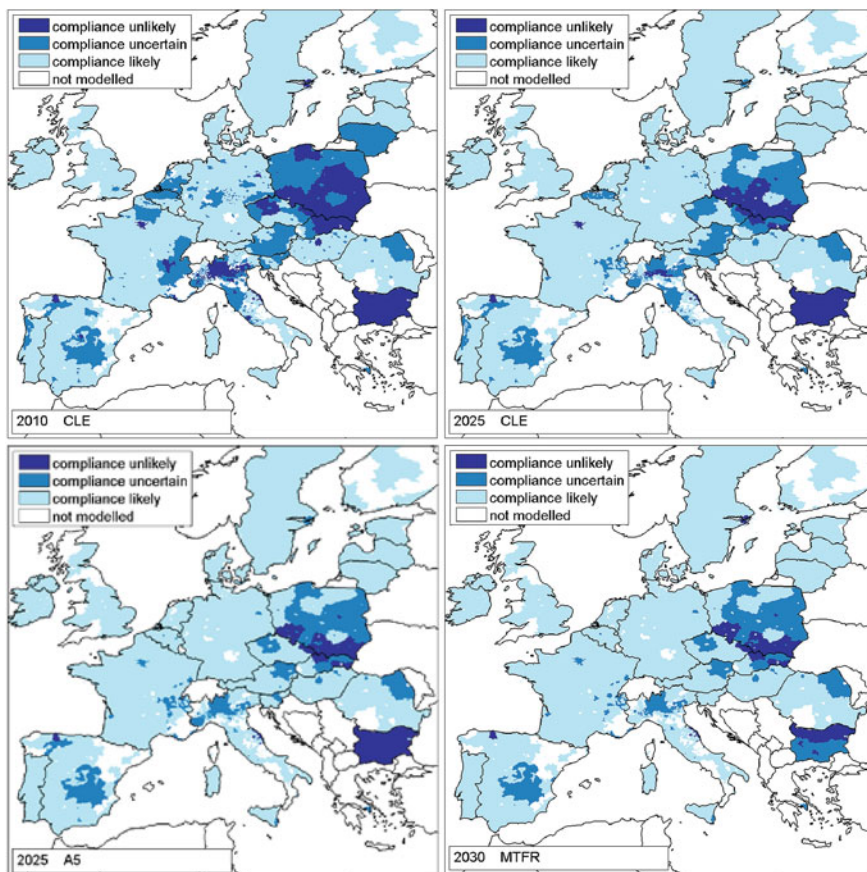 compliance unlikely
compliance uncertain
compliance likely
not modelled
2010 CLE
compliance unlikely
compliance uncertain
compliance likely
not modelled
2025 CLE
compliance unlikely
compliance uncertain
compliance likely
not modelled
2025 A5
compliance unlikely
compliance uncertain
compliance likely
not modelled
2030 MTFR